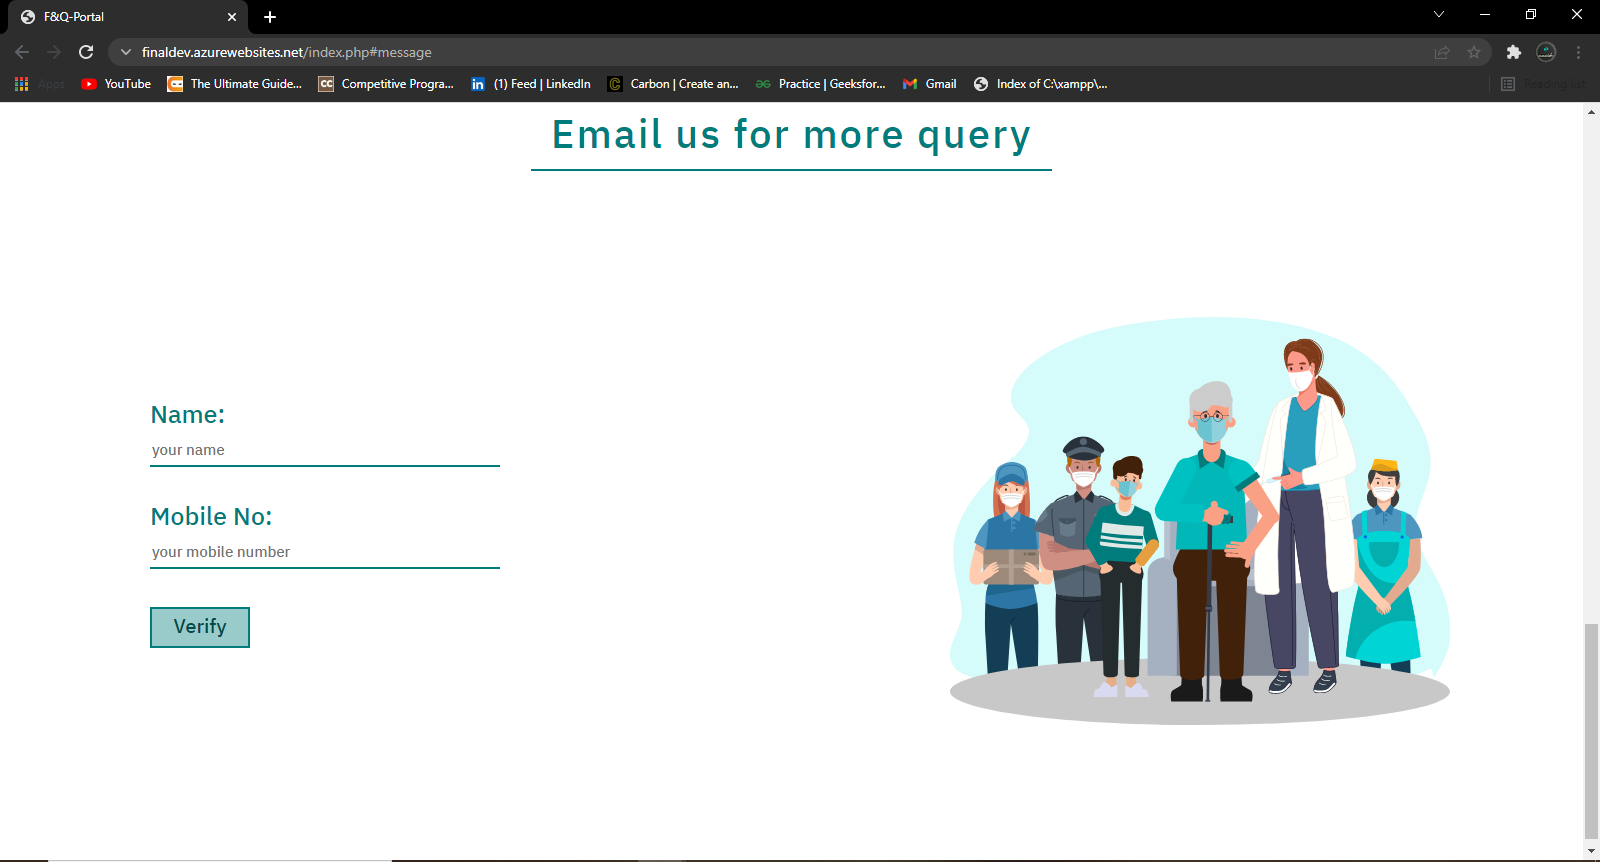 F&Q-Portal
finaldev.azurewebsites.net/index.php#message
Apps
YouTube
The Ultimate Guide...
Competitive Progra...
(1) Feed | LinkedIn
Carbon | Create an...
Practice | Geeksfor...
Gmail
Index of C:\xampp\...
Reading list
Email us for more query
Name:
your name
Mobile No:
your mobile number
Verify